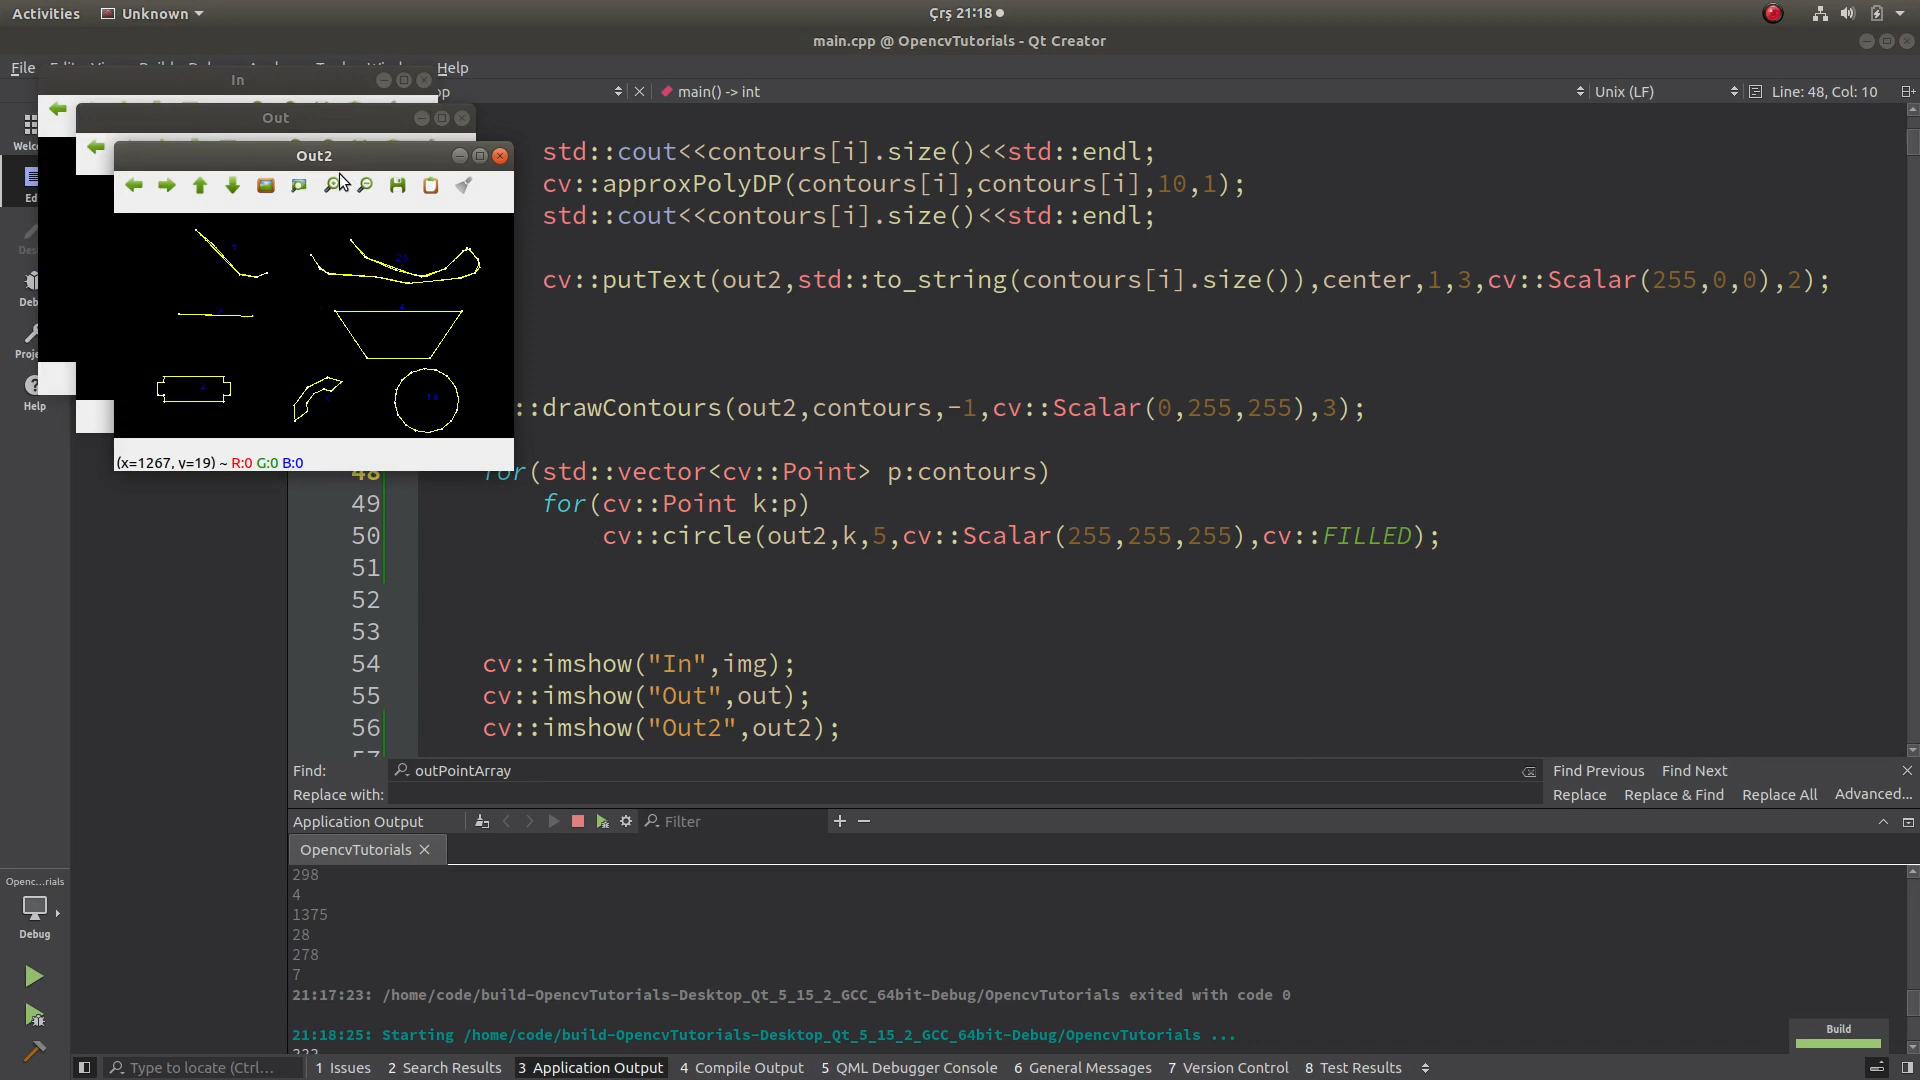 Activities
Unknown
Çrş 21:18
main.cpp @ OpencvTutorials - Qt Creator
File
Help
In
main() -> int
Unix (LF)
Line: 48, Col: 10
Out
Out2
std::cout<<contours[i].size()<<std::endl;
cv::approxPolyDP(contours[i],contours[i],10,1);
std::cout<<contours[i].size()<<std::endl;
cv::putText(out2,std::to_string(contours[i].size()),center,1,3,cv::Scalar(255,0,0),2);
::drawContours(out2,contours,-1,cv::Scalar(0,255,255),3);
(x=1267, y=19) ~ R:0 G:0 B:0
48 for(std::vector<cv::Point> p:contours)
49 for(cv::Point k:p)
50 cv::circle(out2,k,5,cv::Scalar(255,255,255),cv::FILLED);
51
52
53
54 cv::imshow("In",img);
55 cv::imshow("Out",out);
56 cv::imshow("Out2",out2);
57
Help
Find: outPointArray
Find Previous Find Next
Replace with:
Replace Replace & Find Replace All Advanced...
Application Output
Filter
OpencvTutorials
298
4
1375
28
278
7
21:17:23: /home/code/build-OpencvTutorials-Desktop_Qt_5_15_2_GCC_64bit-Debug/OpencvTutorials exited with code 0
21:18:25: Starting /home/code/build-OpencvTutorials-Desktop_Qt_5_15_2_GCC_64bit-Debug/OpencvTutorials ...
Openc...rials
Debug
Build
Type to locate (Ctrl...
1 Issues
2 Search Results
3 Application Output
4 Compile Output
5 QML Debugger Console
6 General Messages
7 Version Control
8 Test Results